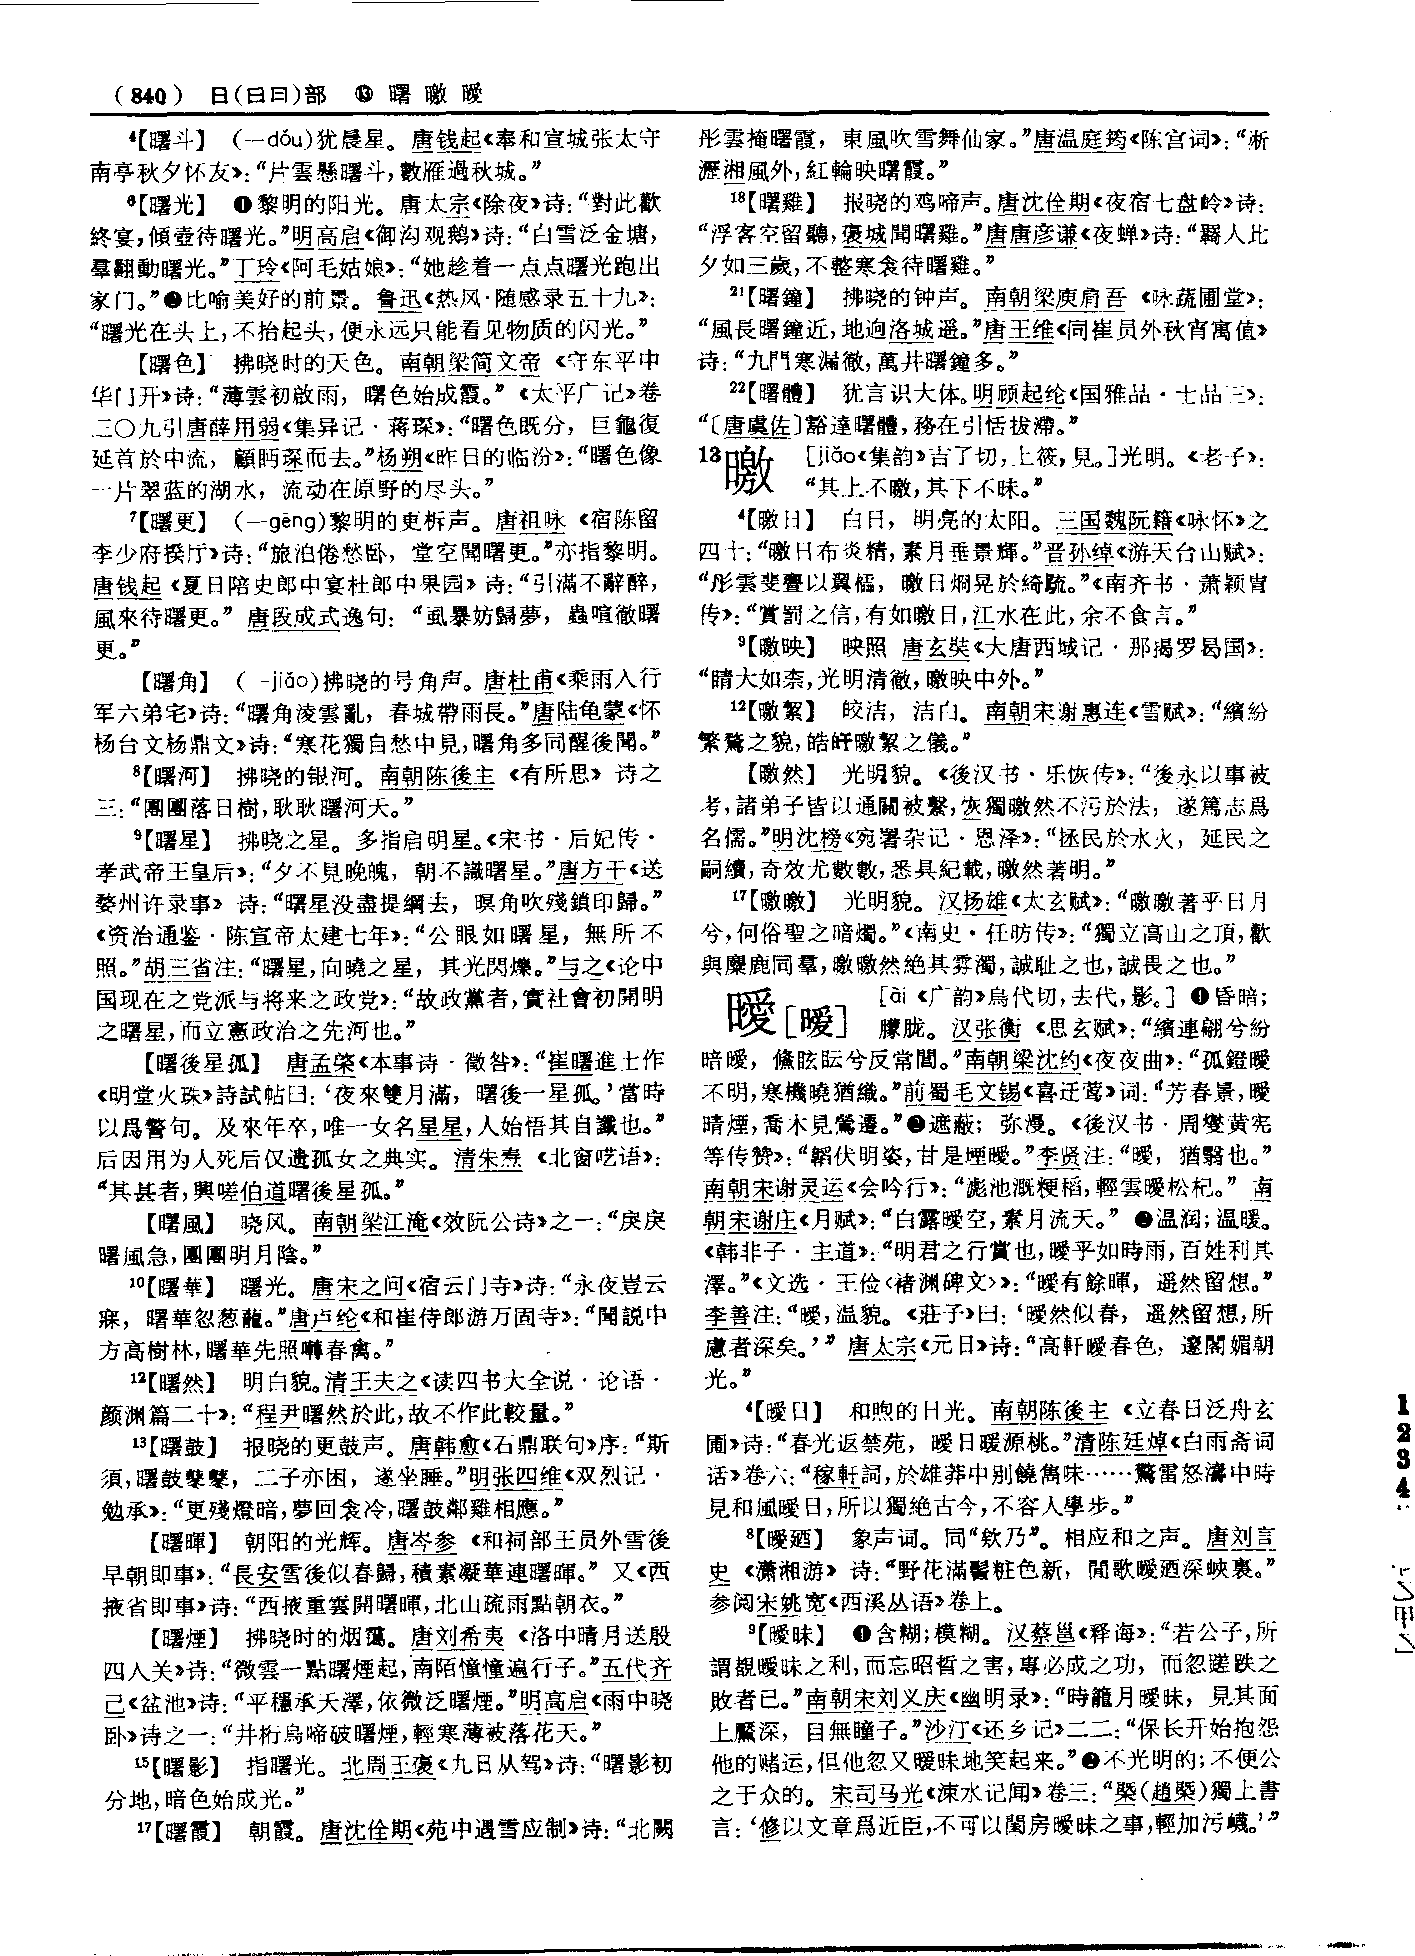 （840） 日(日曰)部 ⓭ 曙 曒 曖
⁴【曙斗】 (—dǒu)犹晨星。唐钱起《奉和宣城张太守
南亭秋夕怀友》：“片雲懸曙斗，數雁過秋城。”
⁶【曙光】 ❶黎明的阳光。唐太宗《除夜》诗：“對此歡
終宴，傾壺待曙光。”明高启《御沟观鹅》诗：“白雪泛金塘，
羣翻動曙光。”丁玲《阿毛姑娘》：“她趁着一点点曙光跑出
家门。”❷比喻美好的前景。鲁迅《热风·随感录五十九》：
“曙光在头上，不抬起头，便永远只能看见物质的闪光。”
【曙色】 拂晓时的天色。南朝梁简文帝《守东平中
华门开》诗：“薄雲初啟雨，曙色始成霞。”《太平广记》卷
二〇九引唐薛用弱《集异记·蒋琛》：“曙色既分，巨龜復
延首於中流，顧眄琛而去。”杨朔《昨日的临汾》：“曙色像
一片翠蓝的湖水，流动在原野的尽头。”
⁷【曙更】 (—gēng)黎明的更柝声。唐祖咏《宿陈留
李少府揆厅》诗：“旅泊倦愁卧，堂空聞曙更。”亦指黎明。
唐钱起《夏日陪史郎中宴杜郎中果园》诗：“引滿不辭醉，
風來待曙更。”唐段成式逸句：“虱暴妨歸夢，蟲喧徹曙
更。”
【曙角】 (—jiǎo)拂晓的号角声。唐杜甫《乘雨入行
军六弟宅》诗：“曙角淩雲亂，春城帶雨長。”唐陆龟蒙《怀
杨台文杨鼎文》诗：“寒花獨自愁中見，曙角多同醒後聞。”
⁸【曙河】 拂晓的银河。南朝陈後主《有所思》诗之
三：“團團落日樹，耿耿曙河天。”
⁹【曙星】 拂晓之星。多指启明星。《宋书·后妃传·
孝武帝王皇后》：“夕不見晚魄，朝不識曙星。”唐方干《送
婺州许录事》诗：“曙星没盡提綱去，暝角吹殘鎖印歸。”
《资治通鉴·陈宣帝太建七年》：“公眼如曙星，無所不
照。”胡三省注：“曙星，向曉之星，其光閃爍。”与之《论中
国现在之党派与将来之政党》：“故政黨者，實社會初開明
之曙星，而立憲政治之先河也。”
【曙後星孤】 唐孟棨《本事诗·徵咎》：“崔曙進士作
《明堂火珠》詩試帖曰：‘夜來雙月滿，曙後一星孤。’當時
以爲警句。及來年卒，唯一女名星星，人始悟其自讖也。”
后因用为人死后仅遗孤女之典实。清朱焘《北窗呓语》：
“其甚者，興嗟伯道曙後星孤。”
【曙風】 晓风。南朝梁江淹《效阮公诗》之一：“戾戾
曙風急，團團明月陰。”
¹⁰【曙華】 曙光。唐宋之问《宿云门寺》诗：“永夜豈云
寐，曙華忽葱蘢。”唐卢纶《和崔侍郎游万固寺》：“聞説中
方高樹林，曙華先照囀春禽。”
¹²【曙然】 明白貌。清王夫之《读四书大全说·论语·
颜渊篇二十》：“程尹曙然於此，故不作此較量。”
¹³【曙鼓】 报晓的更鼓声。唐韩愈《石鼎联句》序：“斯
須，曙鼓鼕鼕，二子亦困，遂坐睡。”明张四维《双烈记·
勉承》：“更殘燈暗，夢回衾冷，曙鼓鄰雞相應。”
【曙暉】 朝阳的光辉。唐岑参《和祠部王员外雪後
早朝即事》：“長安雪後似春歸，積素凝華連曙暉。”又《西
掖省即事》诗：“西掖重雲開曙暉，北山疏雨點朝衣。”
【曙煙】 拂晓时的烟霭。唐刘希夷《洛中晴月送殷
四入关》诗：“微雲一點曙煙起，南陌憧憧遍行子。”五代齐
己《盆池》诗：“平穩承天澤，依微泛曙煙。”明高启《雨中晓
卧》诗之一：“井桁烏啼破曙煙，輕寒薄被落花天。”
¹⁵【曙影】 指曙光。北周王褒《九日从驾》诗：“曙影初
分地，暗色始成光。”
¹⁷【曙霞】 朝霞。唐沈佺期《苑中遇雪应制》诗：“北闕
彤雲掩曙霞，東風吹雪舞仙家。”唐温庭筠《陈宫词》：“淅
瀝湘風外，紅輪映曙霞。”
¹⁸【曙雞】 报晓的鸡啼声。唐沈佺期《夜宿七盘岭》诗：
“浮客空留聽，褒城聞曙雞。”唐唐彦谦《夜蝉》诗：“羇人此
夕如三歲，不整寒衾待曙雞。”
²¹【曙鐘】 拂晓的钟声。南朝梁庾肩吾《咏疏圃堂》：
“風長曙鐘近，地迥洛城遥。”唐王维《同崔员外秋宵寓值》
诗：“九門寒漏徹，萬井曙鐘多。”
²²【曙體】 犹言识大体。明顾起纶《国雅品·士品三》：
“〔唐虞佐〕豁達曙體，務在引恬拔滯。”
13曒 [jiǎo《集韵》吉了切，上筱，見。]光明。《老子》：
“其上不曒，其下不昧。”
⁴【曒日】 白日，明亮的太阳。三国魏阮籍《咏怀》之
四十：“曒日布炎精，素月垂景輝。”晋孙绰《游天台山赋》：
“彤雲斐亹以翼櫺，曒日炯晃於綺疏。”《南齐书·萧颖胄
传》：“賞罰之信，有如曒日，江水在此，余不食言。”
⁹【曒映】 映照 唐玄奘《大唐西域记·那揭罗曷国》：
“睛大如柰，光明清徹，曒映中外。”
¹²【曒絜】 皎洁，洁白。南朝宋谢惠连《雪赋》：“繽紛
繁騖之貌，皓皔曒絜之儀。”
【曒然】 光明貌。《後汉书·乐恢传》：“後永以事被
考，諸弟子皆以通關被繫，恢獨曒然不污於法，遂篤志爲
名儒。”明沈榜《宛署杂记·恩泽》：“拯民於水火，延民之
嗣續，奇效尤數數，悉具紀載，曒然著明。”
¹⁷【曒曒】 光明貌。汉扬雄《太玄赋》：“曒曒著乎日月
兮，何俗聖之暗燭。”《南史·任昉传》：“獨立高山之頂，歡
與麋鹿同羣，曒曒然絶其雰濁，誠耻之也，誠畏之也。”
曖[暧] [ài《广韵》烏代切，去代，影。] ❶昏暗；
朦胧。汉张衡《思玄赋》：“繽連翩兮紛
暗曖，儵眩眃兮反常閭。”南朝梁沈约《夜夜曲》：“孤鐙曖
不明，寒機曉猶織。”前蜀毛文锡《喜迁莺》词：“芳春景，曖
晴煙，喬木見鶯遷。”❷遮蔽；弥漫。《後汉书·周燮黄宪
等传赞》：“韜伏明姿，甘是堙曖。”李贤注：“曖，猶翳也。”
南朝宋谢灵运《会吟行》：“滮池溉粳稻，輕雲曖松杞。”南
朝宋谢庄《月赋》：“白露曖空，素月流天。” ❸温润；温暖。
《韩非子·主道》：“明君之行賞也，曖乎如時雨，百姓利其
澤。”《文选·王俭〈褚渊碑文〉》：“曖有餘暉，遥然留想。”
李善注：“曖，温貌。《莊子》曰：‘曖然似春，遥然留想，所
慮者深矣。’”唐太宗《元日》诗：“高軒曖春色，邃閣媚朝
光。”
⁴【曖日】 和煦的日光。南朝陈後主《立春日泛舟玄
圃》诗：“春光返禁苑，曖日暖源桃。”清陈廷焯《白雨斋词
话》卷六：“稼軒詞，於雄莽中别饒雋味……驚雷怒濤中時
見和風曖日，所以獨絶古今，不容人學步。”
⁸【曖廼】 象声词。同“欸乃”。相应和之声。唐刘言
史《潇湘游》诗：“野花滿髻粧色新，閒歌曖廼深峽裏。”
参阅宋姚宽《西溪丛语》卷上。
⁹【曖昧】 ❶含糊；模糊。汉蔡邕《释诲》：“若公子，所
謂覩曖昧之利，而忘昭晢之害，專必成之功，而忽蹉跌之
敗者已。”南朝宋刘义庆《幽明录》：“時朧月曖昧，見其面
上黶深，目無瞳子。”沙汀《还乡记》二二：“保长开始抱怨
他的赌运，但他忽又曖昧地笑起来。”❷不光明的；不便公
之于众的。宋司马光《涑水记闻》卷三：“槩(趙槩)獨上書
言：‘修以文章爲近臣，不可以閨房曖昧之事，輕加污衊。’”
1
2
3
4